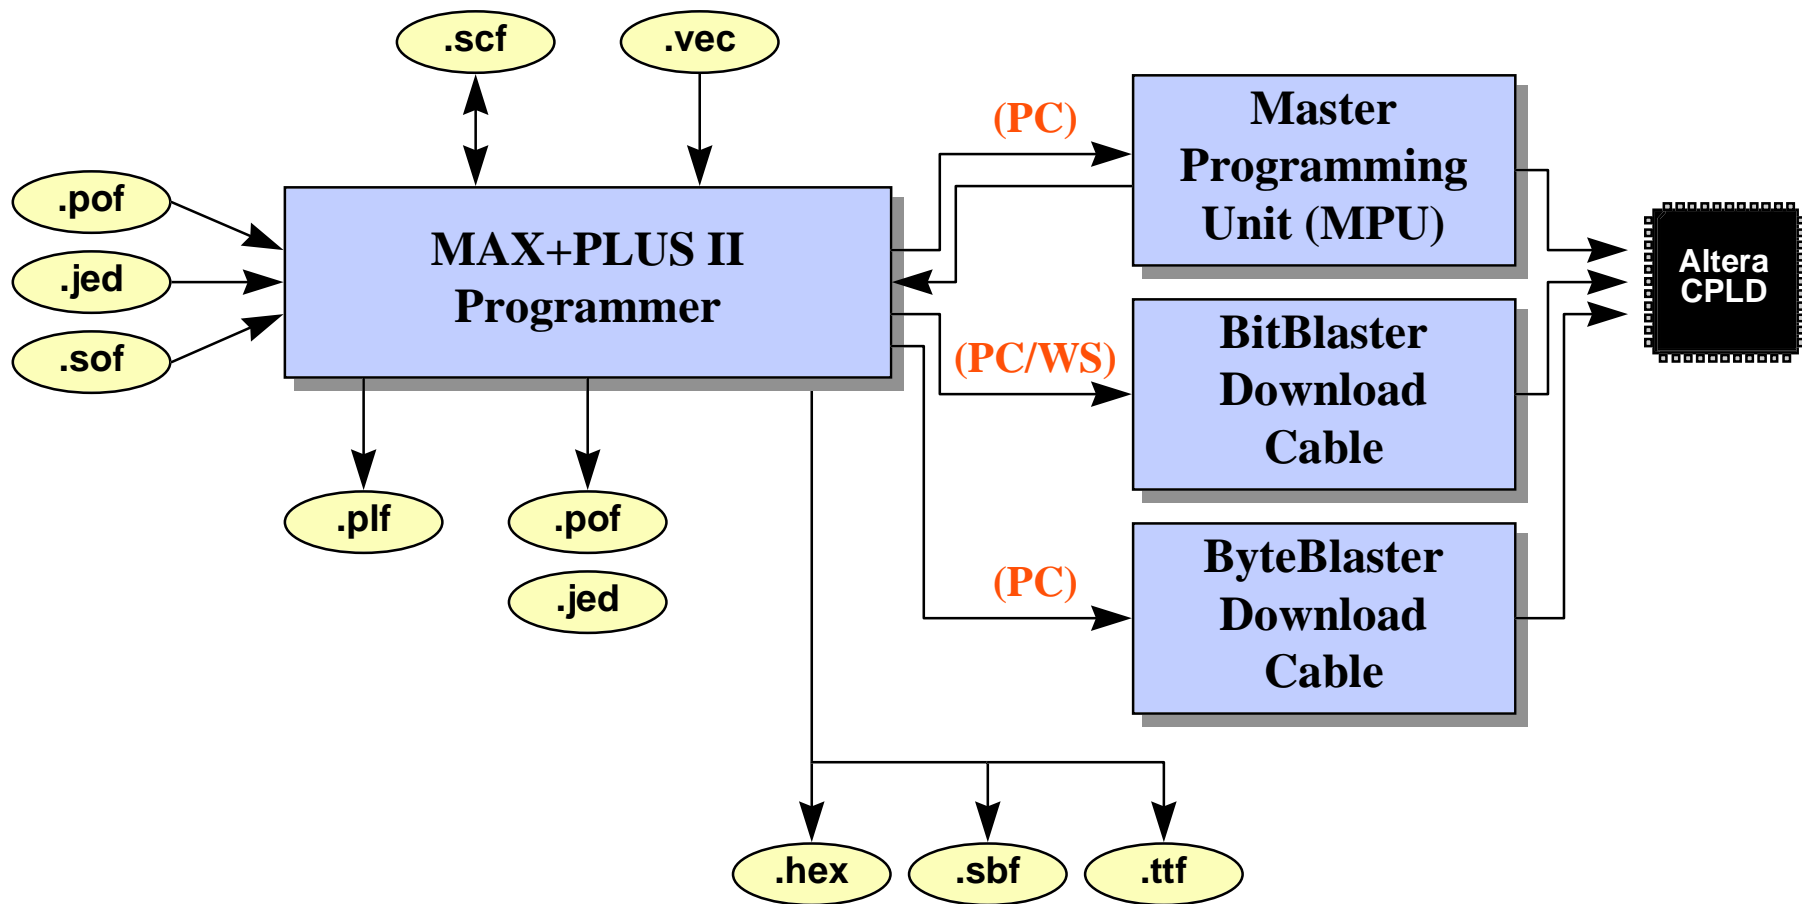 .scf
.vec
(PC)
Master
Programming
Unit (MPU)
.pof
.jed
.sof
MAX+PLUS II
Programmer
Altera
CPLD
(PC/WS)
BitBlaster
Download
Cable
.plf
.pof
.jed
(PC)
ByteBlaster
Download
Cable
.hex
.sbf
.ttf